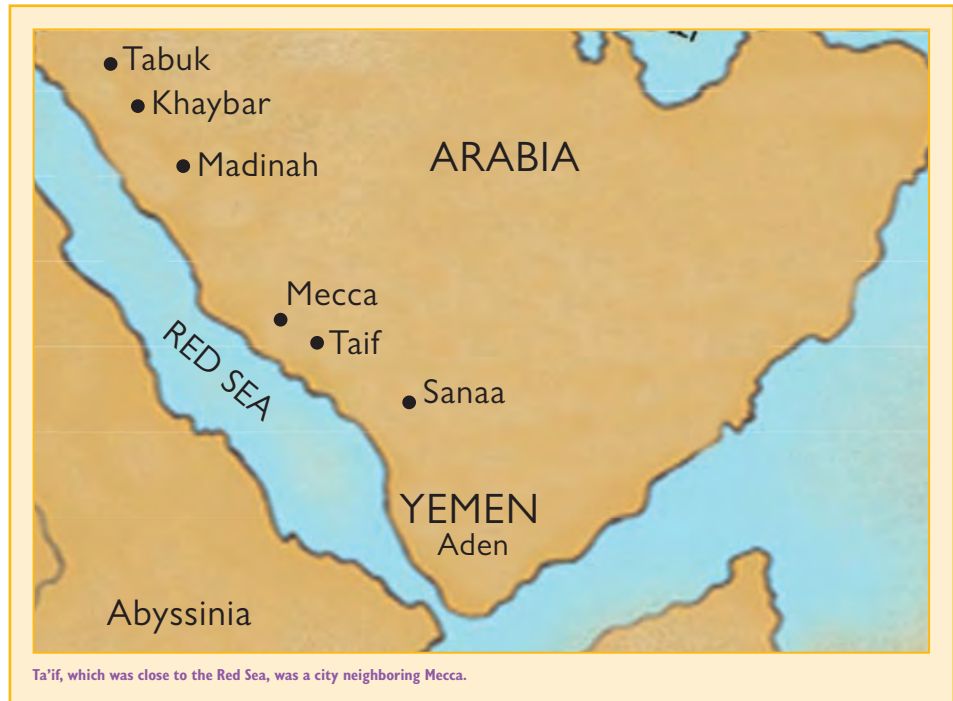 Tabuk
Khaybar
Madinah
ARABIA
Mecca
Taif
RED SEA
Sanaa
YEMEN
Aden
Abyssinia
Ta’if, which was close to the Red Sea, was a city neighboring Mecca.